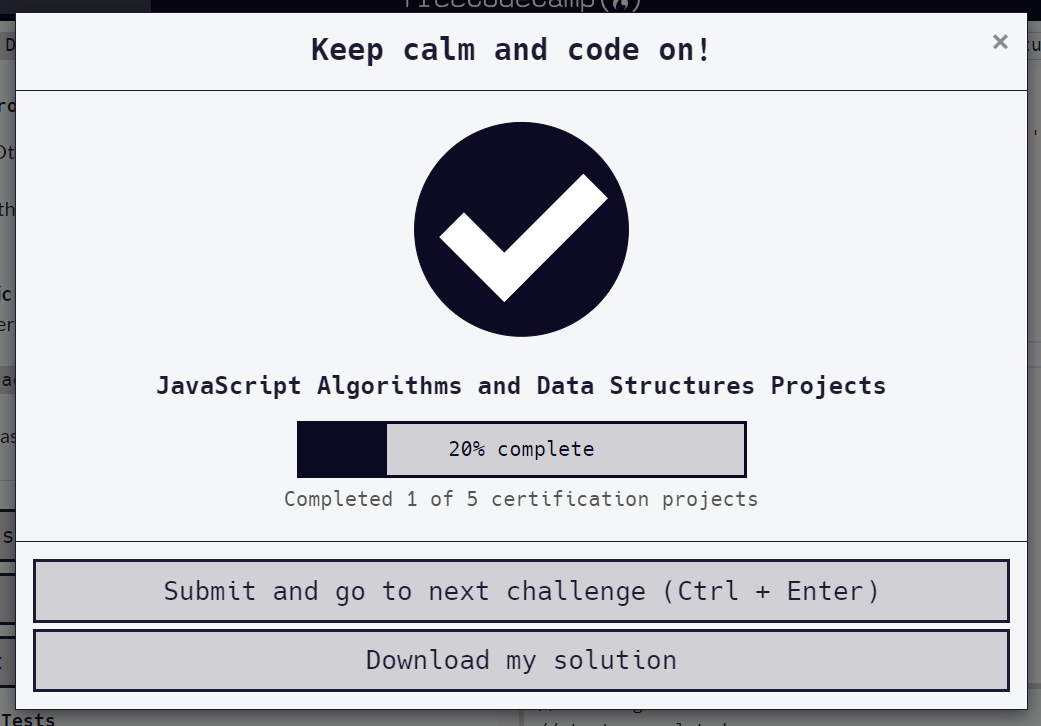 freeCodeCamp
Keep calm and code on!
×
JavaScript Algorithms and Data Structures Projects
20% complete
Completed 1 of 5 certification projects
Submit and go to next challenge (Ctrl + Enter)
Download my solution
Tests